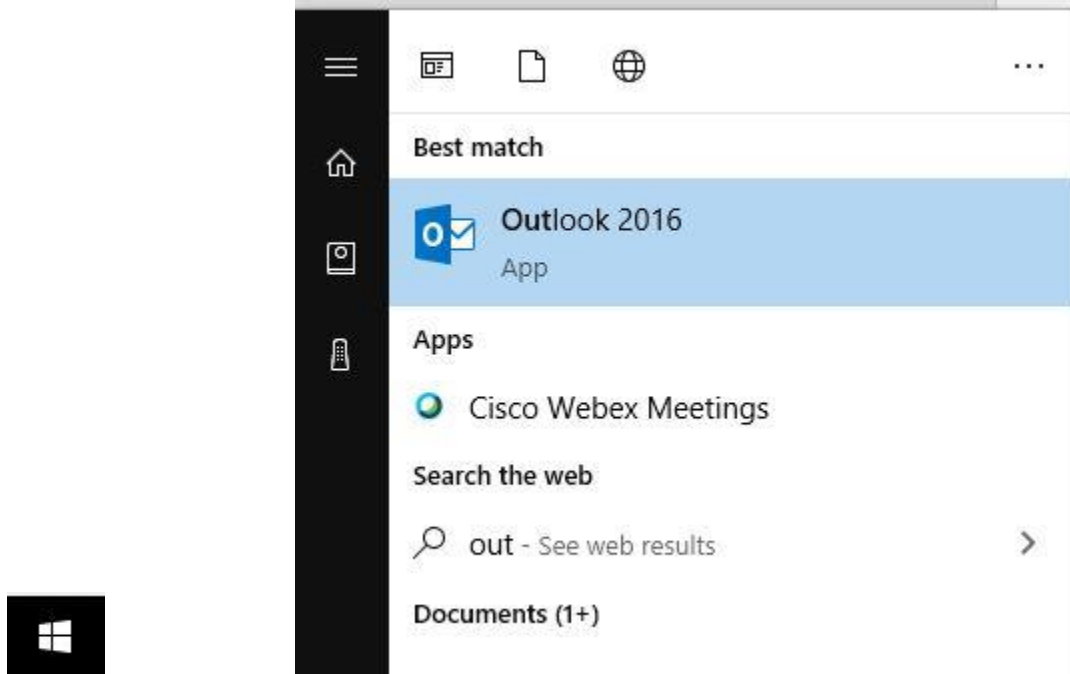 Best match
Outlook 2016
App
Apps
Cisco Webex Meetings
Search the web
out - See web results
Documents (1+)